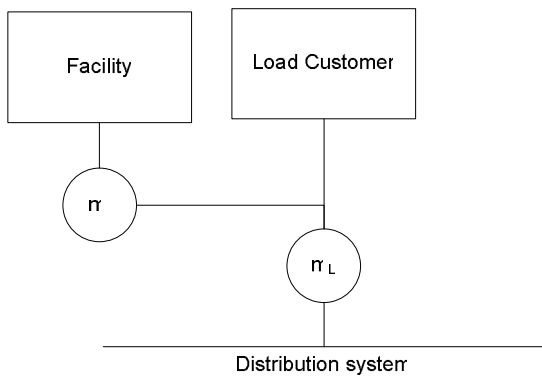 Facility
Load Customer
m
m L
Distribution system